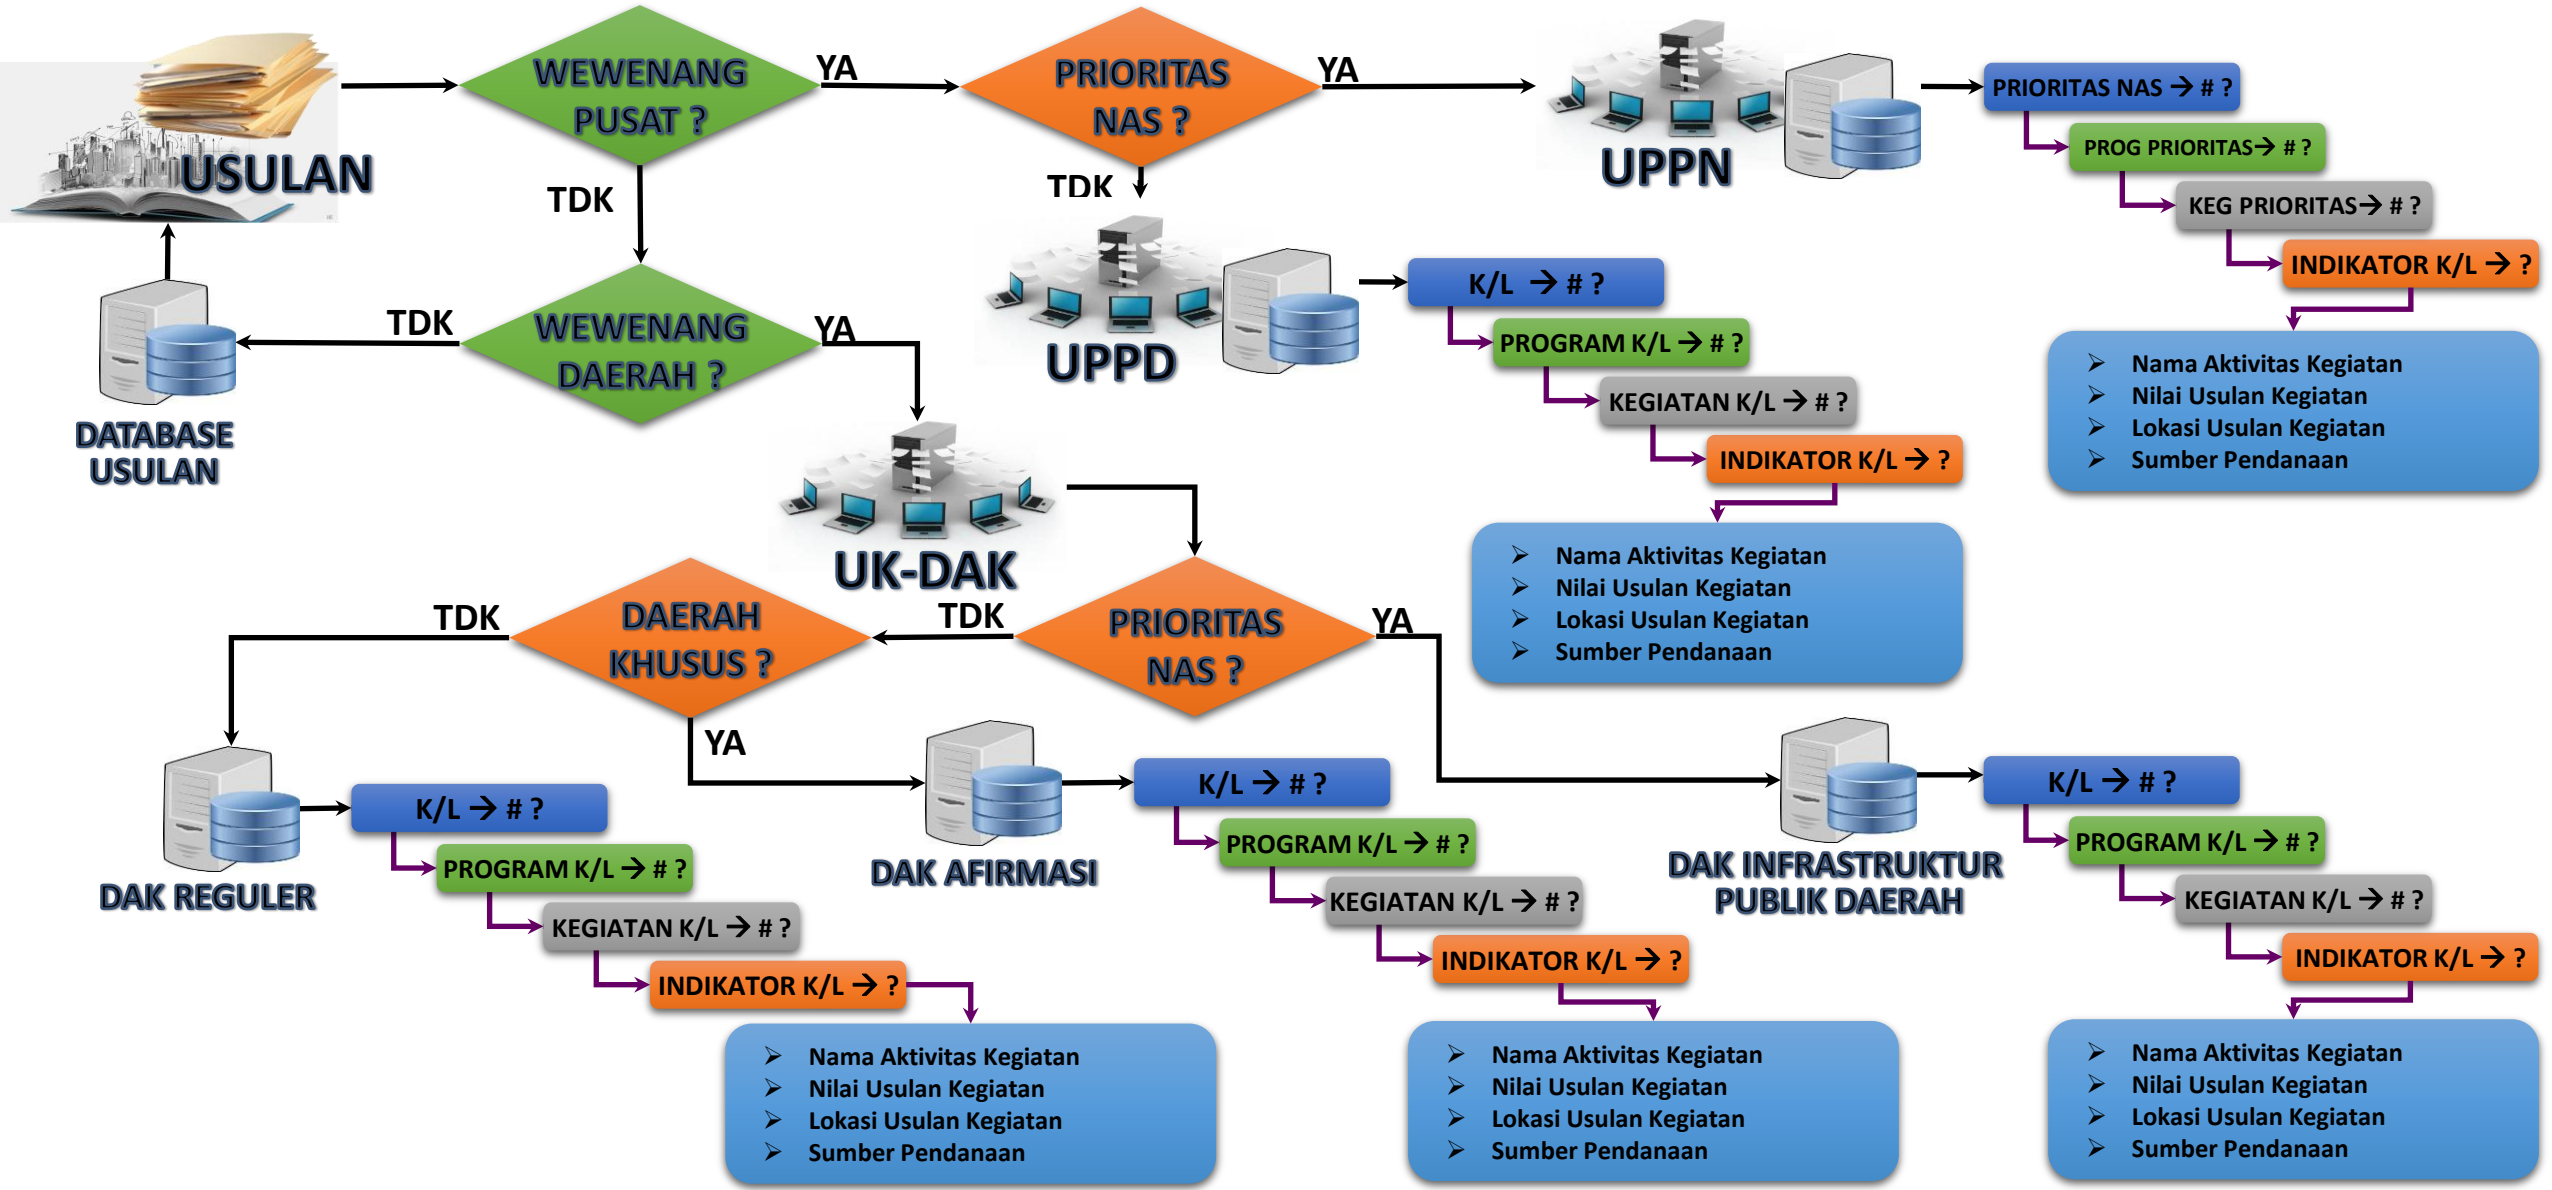 USULAN
WEWENANG
PUSAT ?
YA
PRIORITAS
NAS ?
YA
UPPN
PRIORITAS NAS → # ?
PROG PRIORITAS→ # ?
KEG PRIORITAS→ # ?
INDIKATOR K/L → ?
➢ Nama Aktivitas Kegiatan
➢ Nilai Usulan Kegiatan
➢ Lokasi Usulan Kegiatan
➢ Sumber Pendanaan
TDK
TDK
UPPD
K/L → # ?
PROGRAM K/L → # ?
KEGIATAN K/L → # ?
INDIKATOR K/L → ?
➢ Nama Aktivitas Kegiatan
➢ Nilai Usulan Kegiatan
➢ Lokasi Usulan Kegiatan
➢ Sumber Pendanaan
WEWENANG
DAERAH ?
TDK
YA
DATABASE
USULAN
UK-DAK
PRIORITAS
NAS ?
TDK
YA
DAERAH
KHUSUS ?
TDK
YA
DAK REGULER
K/L → # ?
PROGRAM K/L → # ?
KEGIATAN K/L → # ?
INDIKATOR K/L → ?
➢ Nama Aktivitas Kegiatan
➢ Nilai Usulan Kegiatan
➢ Lokasi Usulan Kegiatan
➢ Sumber Pendanaan
DAK AFIRMASI
K/L → # ?
PROGRAM K/L → # ?
KEGIATAN K/L → # ?
INDIKATOR K/L → ?
➢ Nama Aktivitas Kegiatan
➢ Nilai Usulan Kegiatan
➢ Lokasi Usulan Kegiatan
➢ Sumber Pendanaan
DAK INFRASTRUKTUR
PUBLIK DAERAH
K/L → # ?
PROGRAM K/L → # ?
KEGIATAN K/L → # ?
INDIKATOR K/L → ?
➢ Nama Aktivitas Kegiatan
➢ Nilai Usulan Kegiatan
➢ Lokasi Usulan Kegiatan
➢ Sumber Pendanaan